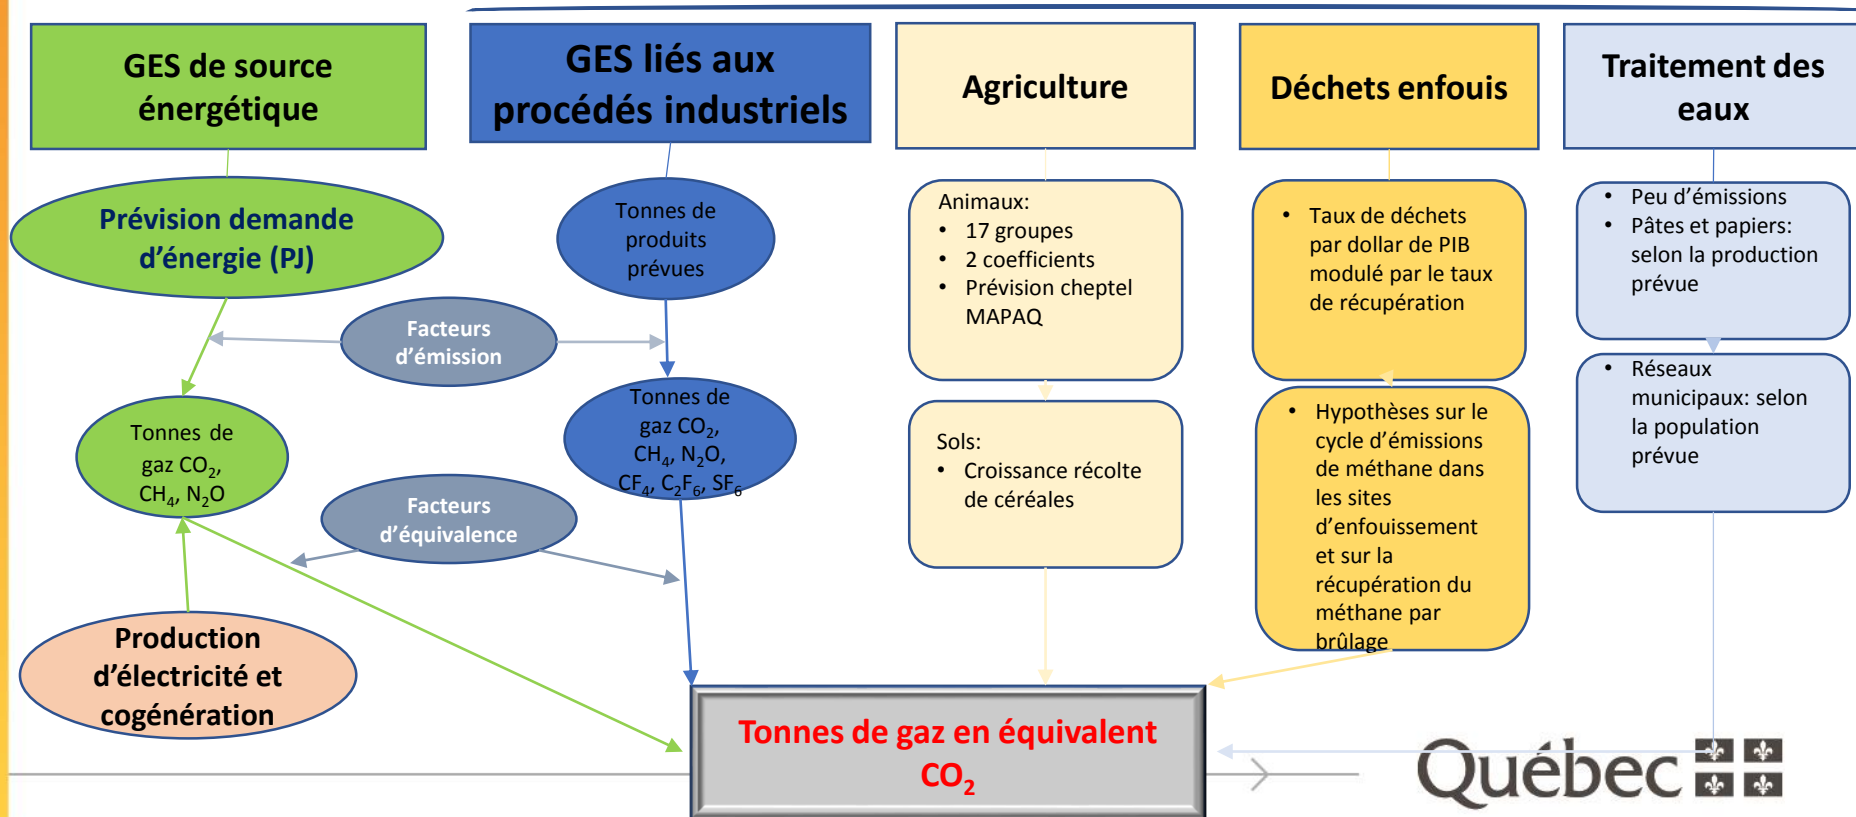 GES de source
énergétique
GES liés aux
procédés industriels
Agriculture
Déchets enfouis
Traitement des
eaux
Prévision demande
d'énergie (PJ)
Tonnes de
produits
prévues
Facteurs
d'émission
Tonnes de
gaz CO₂,
CH₄, N₂O
Tonnes de
gaz CO₂,
CH₄, N₂O,
CF₄, C₂F₆, SF₆
Facteurs
d'équivalence
Production
d'électricité et
cogénération
Animaux:
• 17 groupes
• 2 coefficients
• Prévision cheptel
MAPAQ
Sols:
• Croissance récolte
de céréales
• Taux de déchets
par dollar de PIB
modulé par le taux
de récupération
• Hypothèses sur le
cycle d'émissions
de méthane dans
les sites
d'enfouissement
et sur la
récupération du
méthane par
brûlage
• Peu d'émissions
• Pâtes et papiers:
selon la production
prévue
• Réseaux
municipaux: selon
la population
prévue
Tonnes de gaz en équivalent
CO₂
Québec